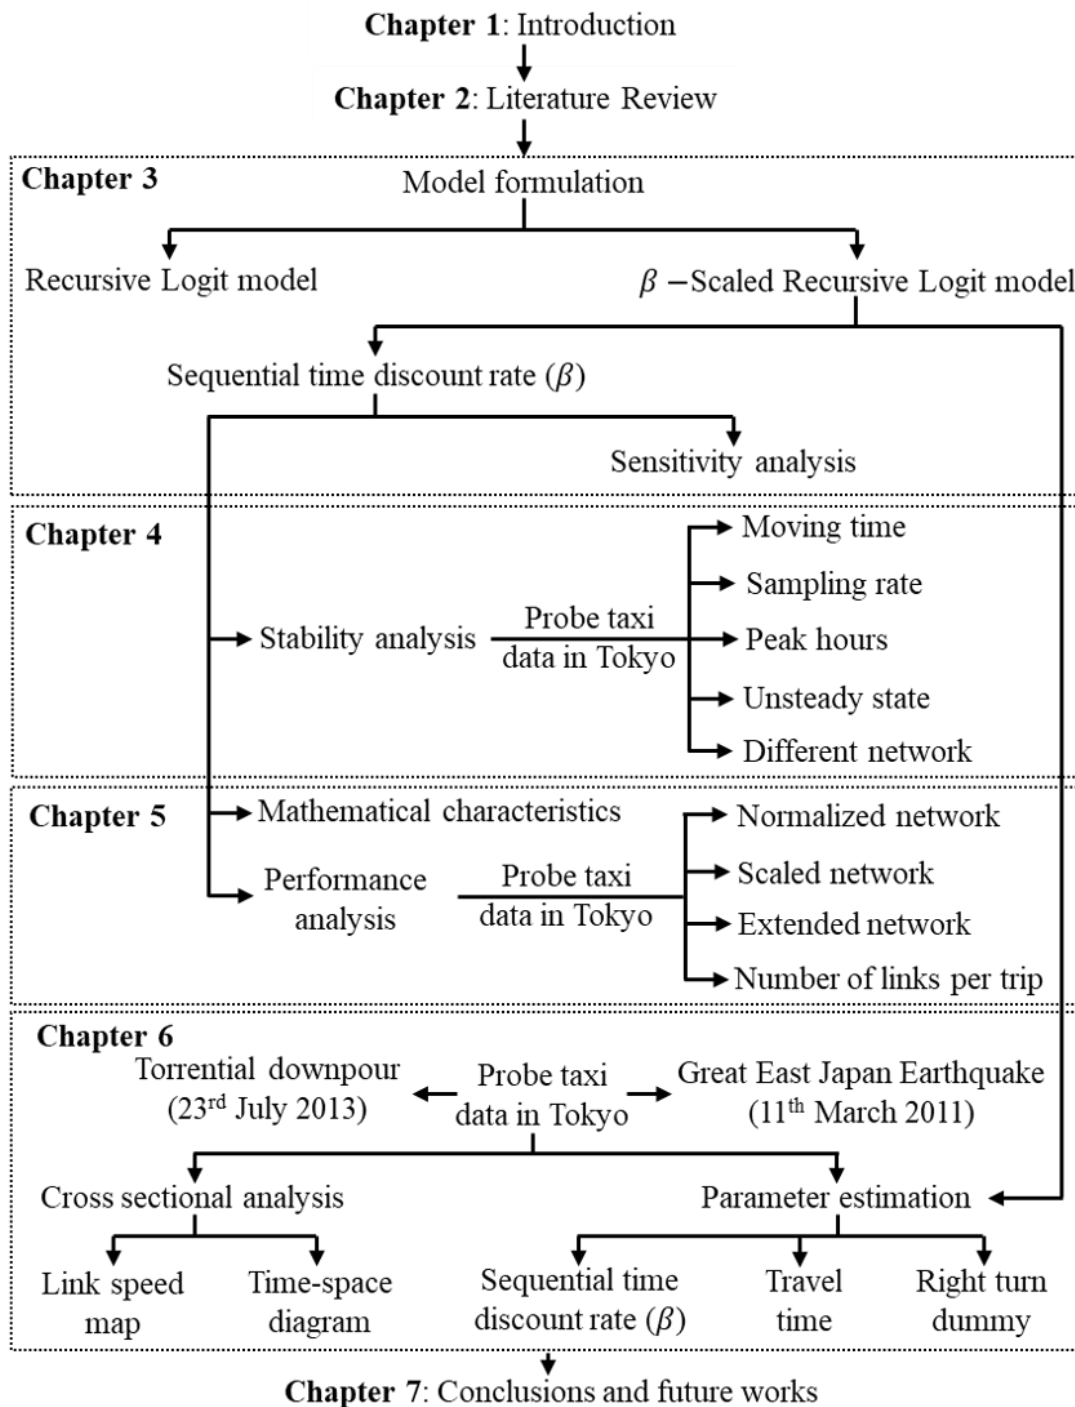 Chapter 1: Introduction
Chapter 2: Literature Review
Chapter 3
Model formulation
Recursive Logit model
β −Scaled Recursive Logit model
Sequential time discount rate (β)
Sensitivity analysis
Chapter 4
Stability analysis
Probe taxi
data in Tokyo
Moving time
Sampling rate
Peak hours
Unsteady state
Different network
Chapter 5
Mathematical characteristics
Performance
analysis
Probe taxi
data in Tokyo
Normalized network
Scaled network
Extended network
Number of links per trip
Chapter 6
Torrential downpour
(23rd July 2013)
Probe taxi
data in Tokyo
Great East Japan Earthquake
(11th March 2011)
Cross sectional analysis
Parameter estimation
Link speed
map
Time-space
diagram
Sequential time
discount rate (β)
Travel
time
Right turn
dummy
Chapter 7: Conclusions and future works